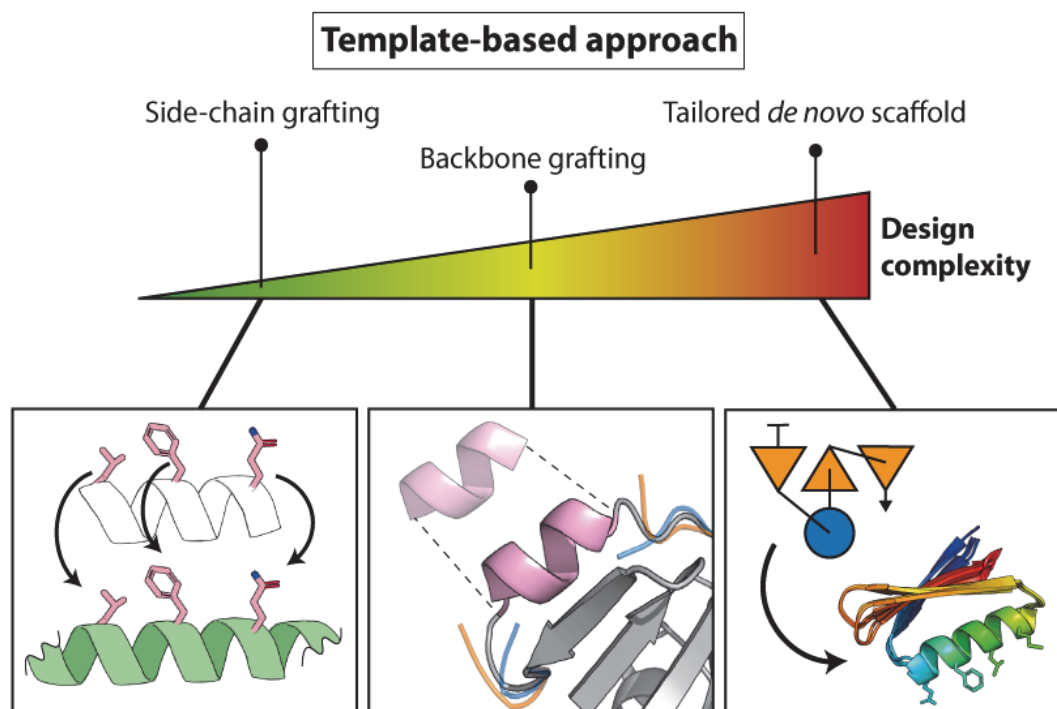 Template-based approach
Side-chain grafting
Backbone grafting
Tailored de novo scaffold
Design
complexity